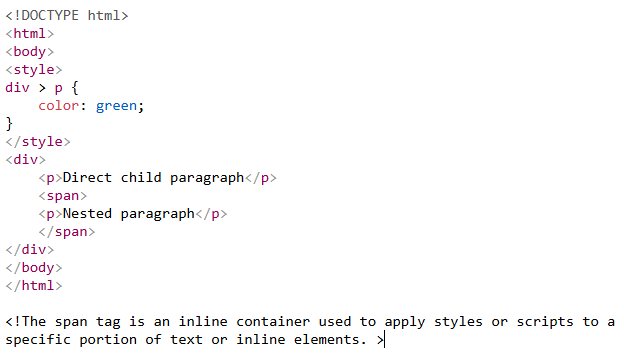 <!DOCTYPE html>
<html>
<body>
<style>
div > p {
    color: green;
}
</style>
<div>
    <p>Direct child paragraph</p>
    <span>
    <p>Nested paragraph</p>
    </span>
</div>
</body>
</html>

<!The span tag is an inline container used to apply styles or scripts to a
specific portion of text or inline elements. >